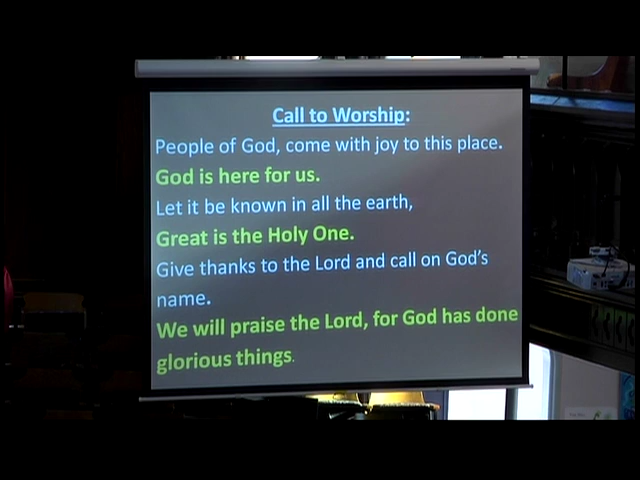 Call to Worship:
People of God, come with joy to this place.
God is here for us.
Let it be known in all the earth,
Great is the Holy One.
Give thanks to the Lord and call on God's
name.
We will praise the Lord, for God has done
glorious things.